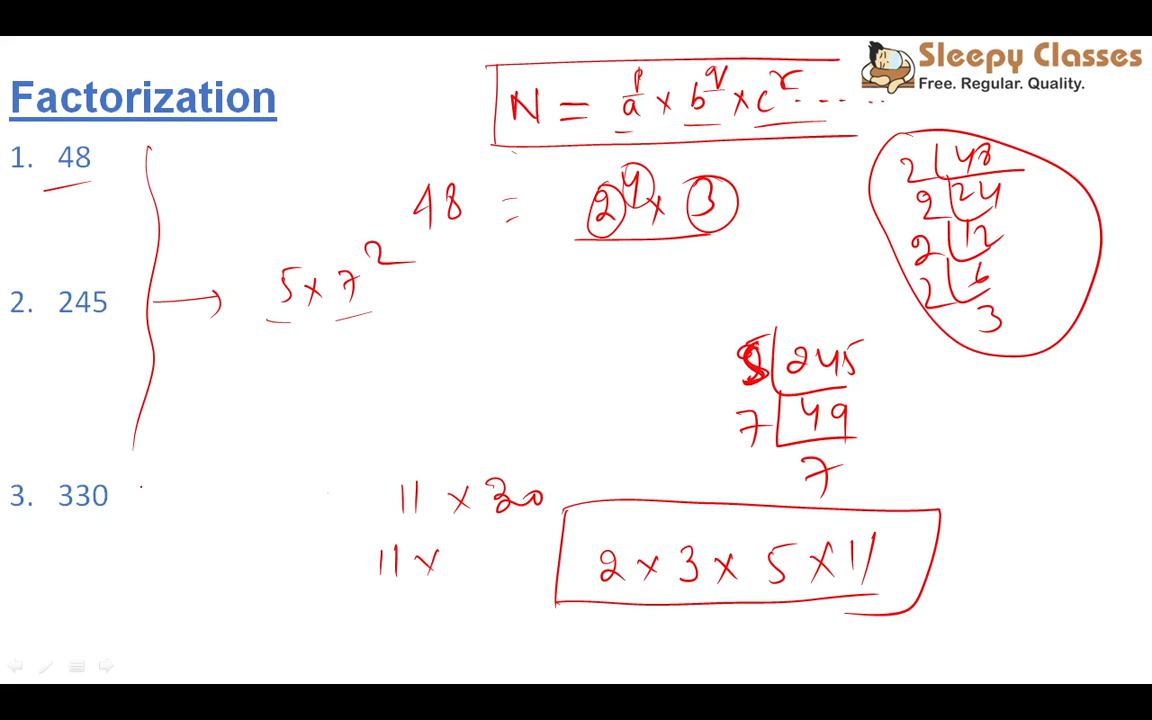 Sleepy Classes
Free. Regular. Quality.
Factorization
N = a^p × b^q × c^r ......
1. 48
48 = 2^4 × 3
2 48
2 24
2 12
2 6
3
5 × 7^2
2. 245
5 245
7 49
7
3. 330
11 × 30
11 ×
2 × 3 × 5 × 11